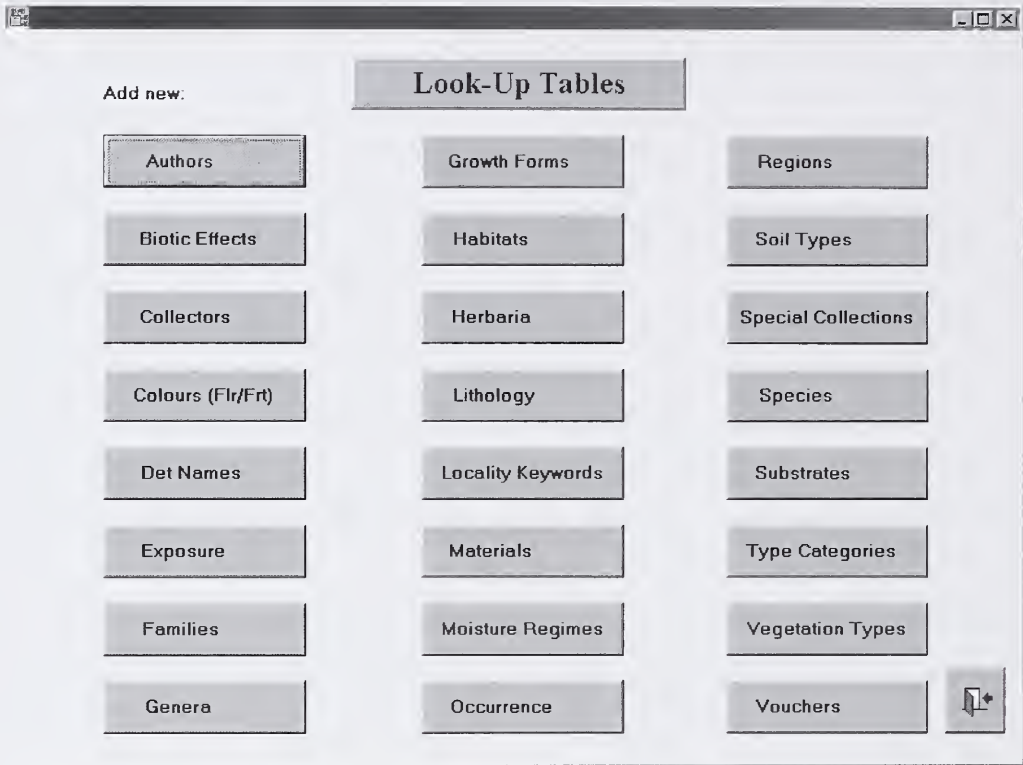 Look-Up Tables
Add new:
Authors
Growth Forms
Regions
Biotic Effects
Habitats
Soil Types
Collectors
Herbaria
Special Collections
Colours (Flr/Frt)
Lithology
Species
Det Names
Locality Keywords
Substrates
Exposure
Materials
Type Categories
Families
Moisture Regimes
Vegetation Types
Genera
Occurrence
Vouchers